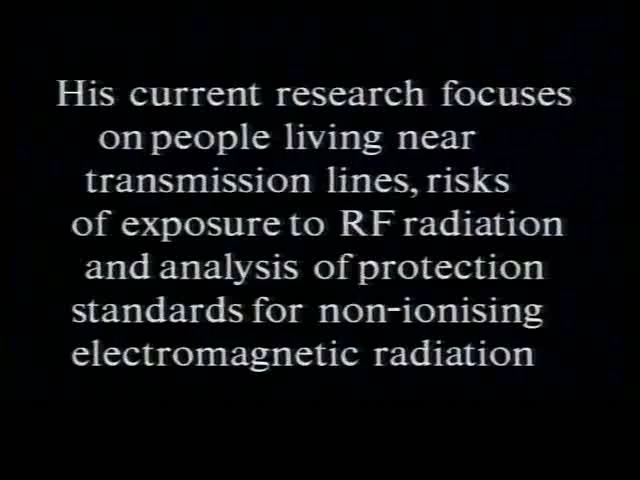 His current research focuses
on people living near
transmission lines, risks
of exposure to RF radiation
and analysis of protection
standards for non-ionising
electromagnetic radiation